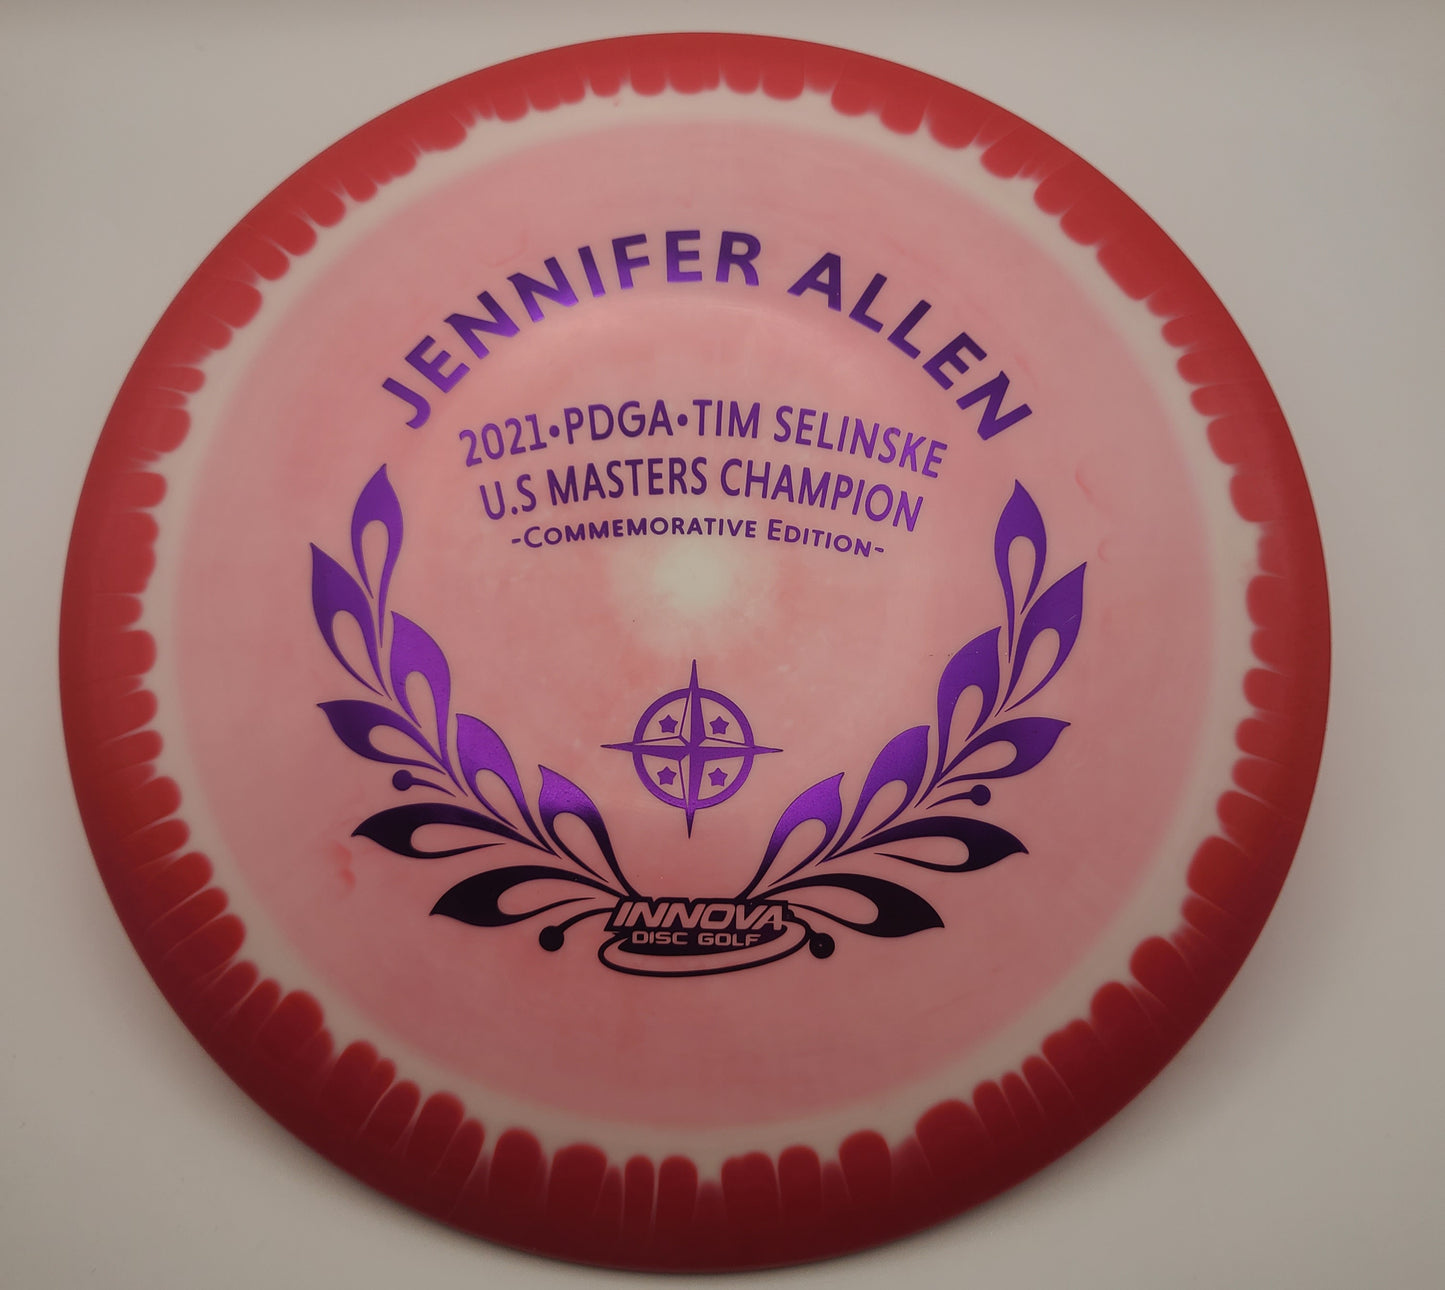 JENNIFER ALLEN
2021•PDGA•TIM SELINSKE
U.S MASTERS CHAMPION
-COMMEMORATIVE EDITION-
INNOVA
DISC GOLF